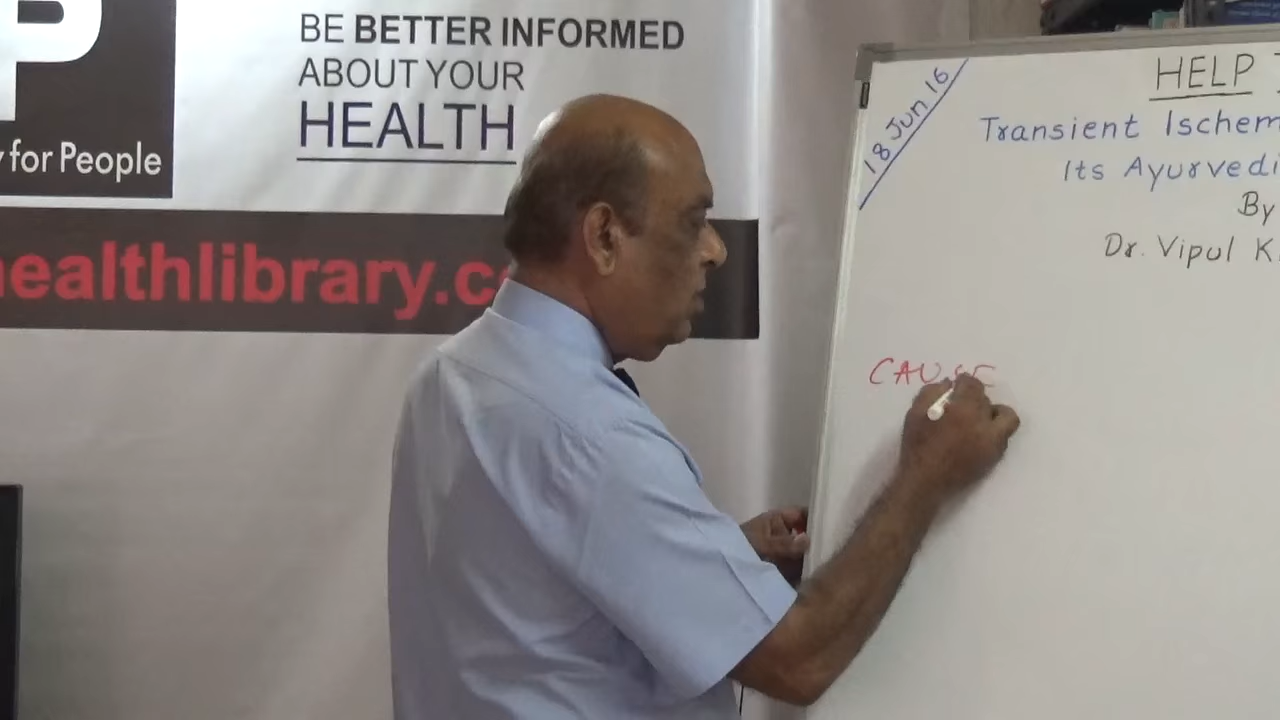 P
BE BETTER INFORMED
ABOUT YOUR
HEALTH
y for People
healthlibrary.c
18 Jun 16
HELP
Transient Ischem
Its Ayurvedi
By
Dr. Vipul K
CAUSE